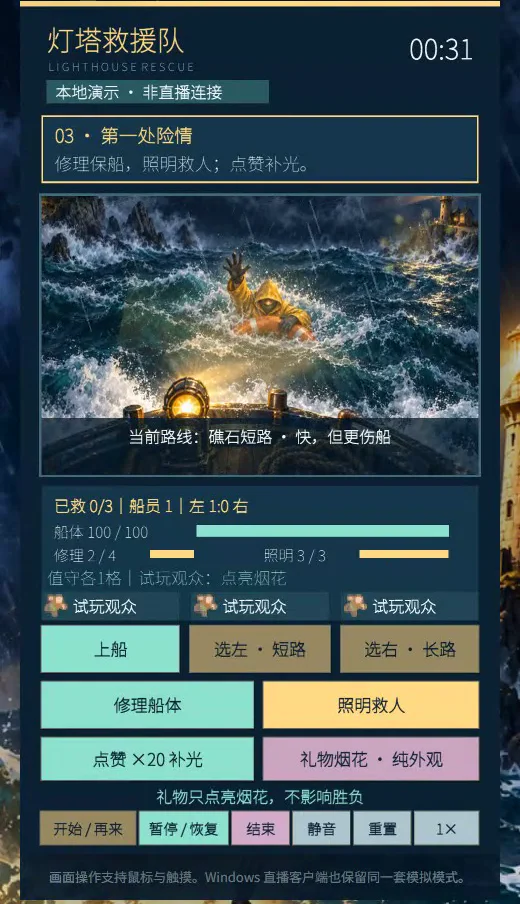 灯塔救援队
00:31
LIGHTHOUSE RESCUE
本地演示 · 非直播连接
03 · 第一处险情
修理保船，照明救人；点赞补光。
当前路线：礁石短路 · 快，但更伤船
已救 0/3｜船员 1｜左 1:0 右
船体 100 / 100
修理 2 / 4 照明 3 / 3
值守各1格｜试玩观众：点亮烟花
试玩观众 试玩观众 试玩观众
上船 选左 · 短路 选右 · 长路
修理船体 照明救人
点赞 ×20 补光 礼物烟花 · 纯外观
礼物只点亮烟花，不影响胜负
开始 / 再来 暂停 / 恢复 结束 静音 重置 1×
画面操作支持鼠标与触摸。Windows 直播客户端也保留同一套模拟模式。